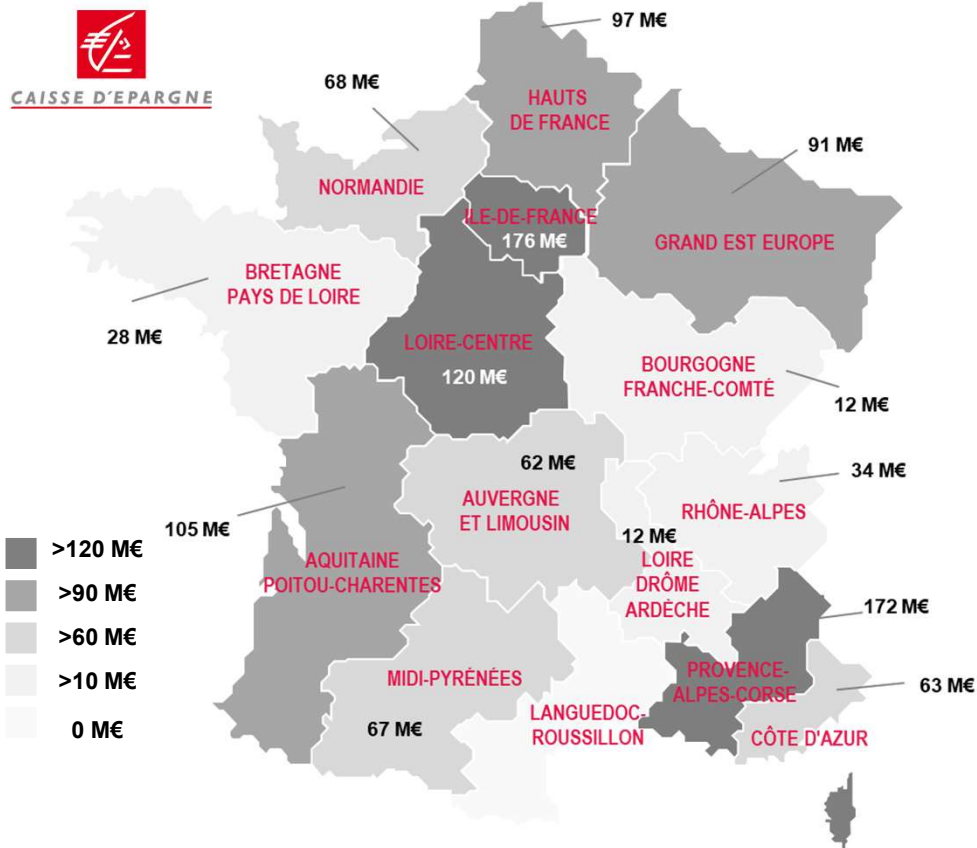 CAISSE D'EPARGNE
97 M€
68 M€
HAUTS
DE FRANCE
91 M€
NORMANDIE
ILE-DE-FRANCE
176 M€
GRAND EST EUROPE
BRETAGNE
PAYS DE LOIRE
28 M€
LOIRE-CENTRE
120 M€
BOURGOGNE
FRANCHE-COMTÉ
12 M€
62 M€
AUVERGNE
ET LIMOUSIN
34 M€
RHÔNE-ALPES
105 M€
12 M€
LOIRE
DRÔME
ARDÈCHE
AQUITAINE
POITOU-CHARENTES
>120 M€
>90 M€
>60 M€
>10 M€
0 M€
172 M€
PROVENCE-
ALPES-CORSE
63 M€
MIDI-PYRÉNÉES
67 M€
LANGUEDOC-
ROUSSILLON
CÔTE D'AZUR